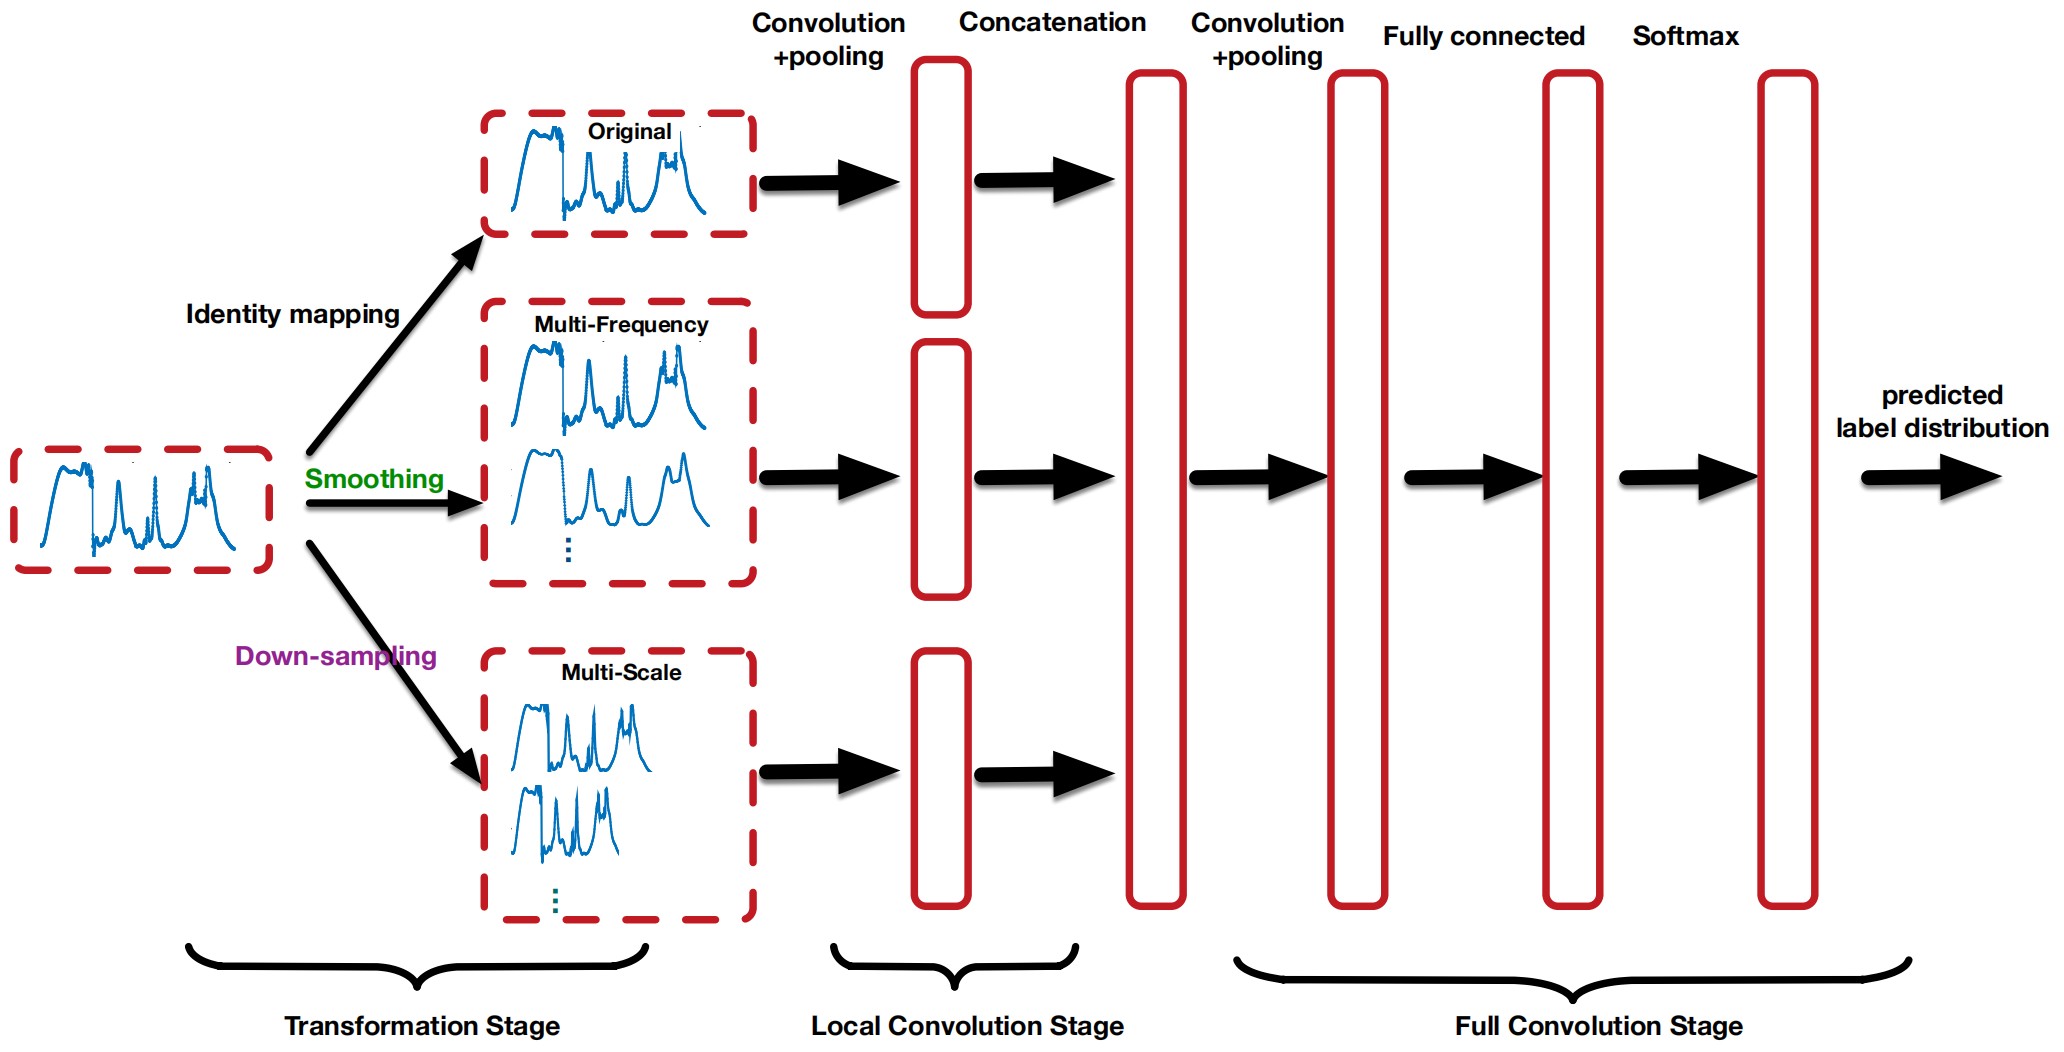 Convolution
+pooling
Concatenation
Convolution
+pooling
Fully connected
Softmax
Original
Identity mapping
Multi-Frequency
Smoothing
predicted
label distribution
Down-sampling
Multi-Scale
Transformation Stage
Local Convolution Stage
Full Convolution Stage